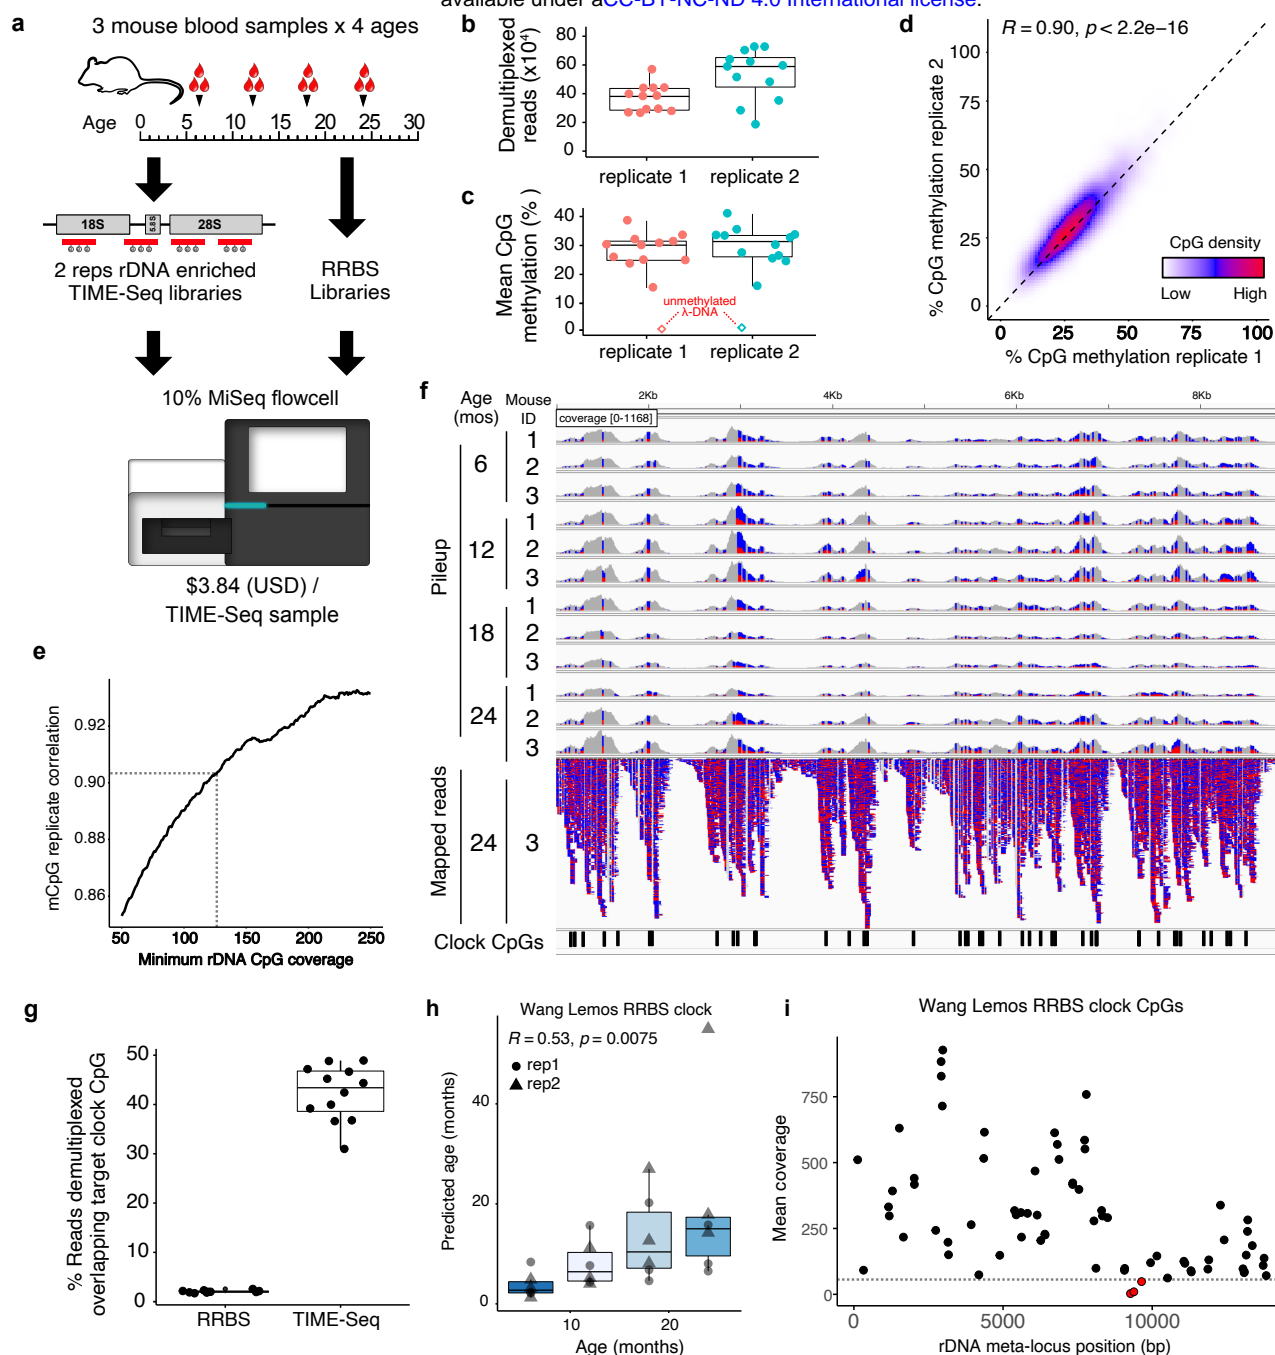 available under aCC-BY-NC-ND 4.0 International license.
a
3 mouse blood samples x 4 ages
Age
0 5 10 15 20 25 30
18S
5.8S
28S
2 reps rDNA enriched
TIME-Seq libraries
RRBS
Libraries
10% MiSeq flowcell
$3.84 (USD) /
TIME-Seq sample
b
Demultiplexed
reads (x10⁴)
80
60
40
20
0
replicate 1 replicate 2
c
Mean CpG
methylation (% )
40
30
20
10
0
unmethylated
λ-DNA
replicate 1 replicate 2
d
R = 0.90, p < 2.2e−16
% CpG methylation replicate 2
100
75
50
25
0
CpG density
Low High
0 25 50 75 100
% CpG methylation replicate 1
e
mCpG replicate correlation
0.92
0.90
0.88
0.86
50 100 150 200 250
Minimum rDNA CpG coverage
f
Age
(mos)
Mouse
ID
2Kb 4Kb 6Kb 8Kb
coverage [0-1168]
Pileup
6
1
2
3
12
1
2
3
18
1
2
3
24
1
2
3
Mapped reads
24 3
Clock CpGs
g
% Reads demultiplexed
overlapping target clock CpG
50
40
30
20
10
0
RRBS TIME-Seq
h
Wang Lemos RRBS clock
R = 0.53, p = 0.0075
rep1
rep2
Predicted age (months)
40
20
0
10 20
Age (months)
i
Wang Lemos RRBS clock CpGs
Mean coverage
750
500
250
0
0 5000 10000
rDNA meta-locus position (bp)